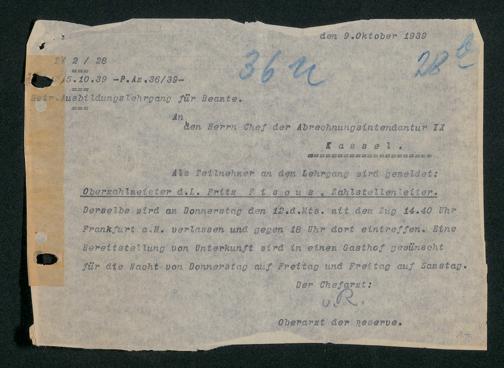 den 9.Oktober 1939
IV 2 / 28
5.10.39 -P.Az.36/39-
36 u
28 b
Betr.Ausbildungslehrgang für Beamte.
An
den Herrn Chef der Abrechnungsintendantur IX
Kassel.
Als Teilnehmer an dem Lehrgang wird gemeldet:
Oberzahlmeister d.L. Fritz Zahlstellenleiter.
Derselbe wird am Donnerstag den 12.d.Mts. mit dem Zug 14.40 Uhr
Frankfurt a.M. verlassen und gegen 18 Uhr dort eintreffen. Eine
Bereitstellung von Unterkunft wird in einem Gasthof gewünscht
für die Nacht von Donnerstag auf Freitag und Freitag auf Samstag.
Der Chefarzt:
Oberarzt der Reserve.